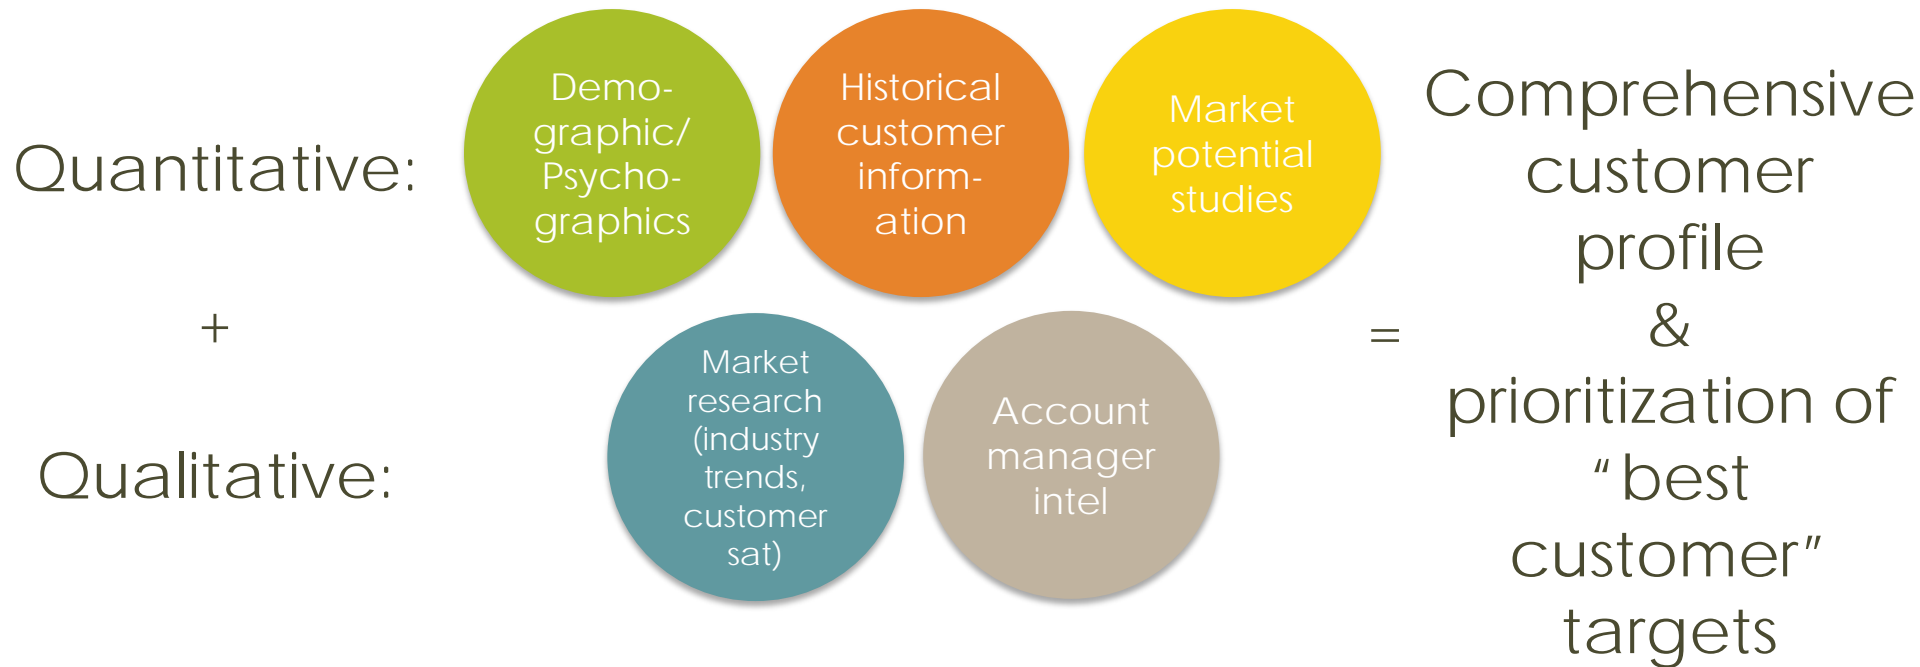 Quantitative:
Demo-
graphic/
Psycho-
graphics
Historical
customer
inform-
ation
Market
potential
studies
+
Qualitative:
Market
research
(industry
trends,
customer
sat)
Account
manager
intel
=
Comprehensive
customer
profile
&
prioritization of
“best
customer”
targets